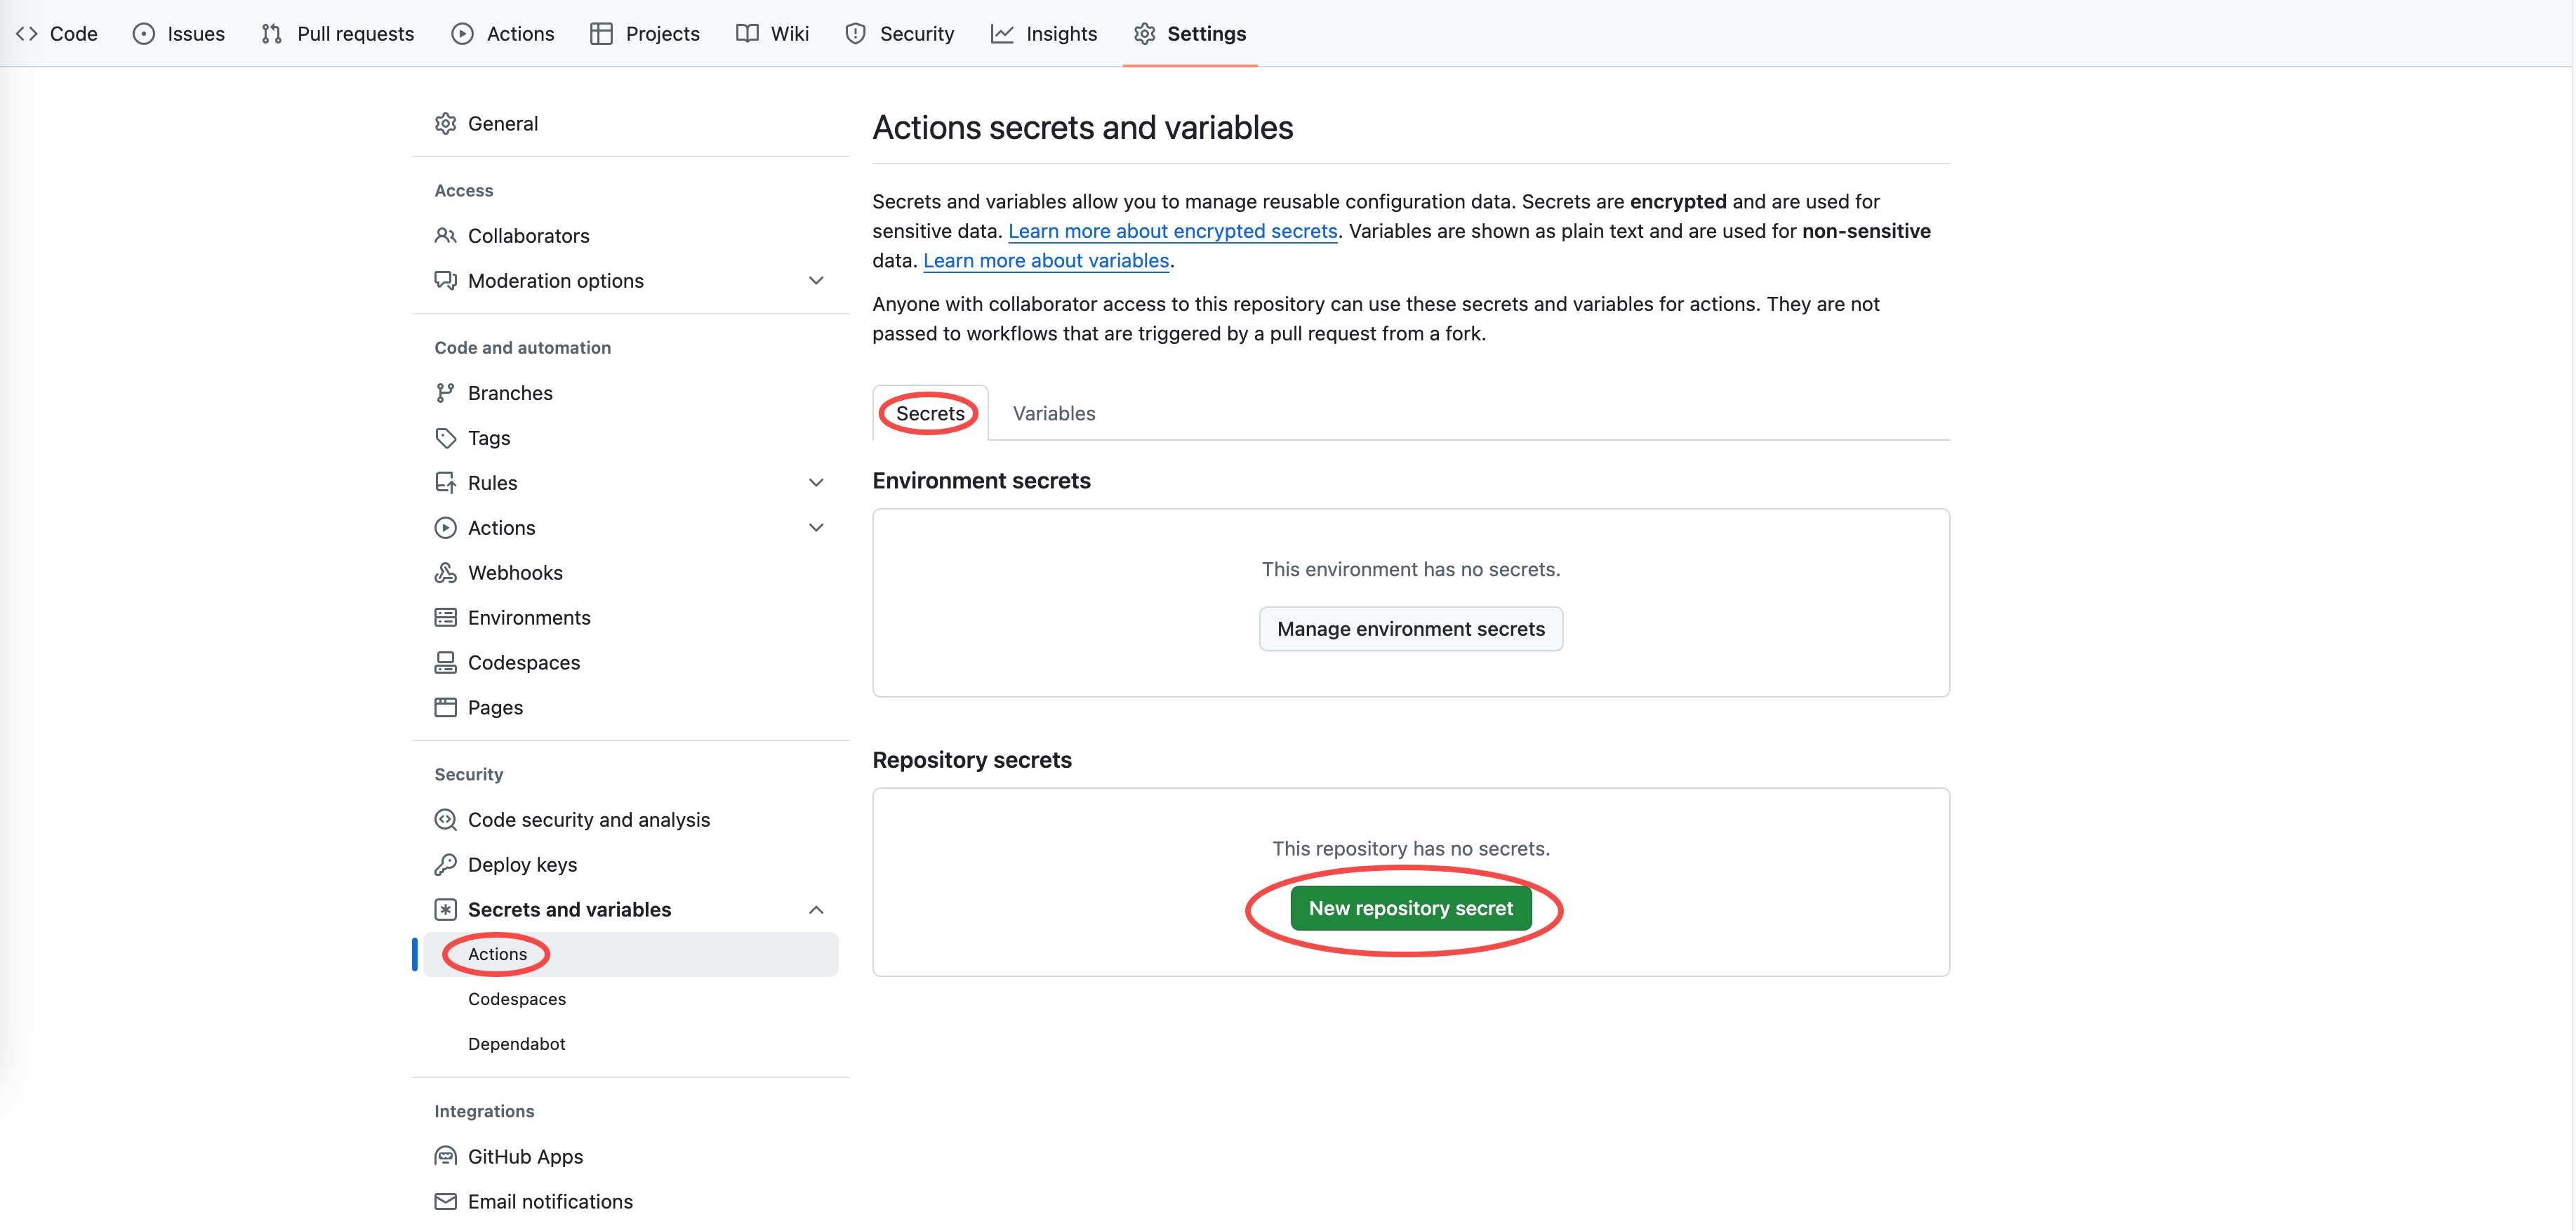 Code Issues Pull requests Actions Projects Wiki Security Insights Settings
General
Access
Collaborators
Moderation options
Code and automation
Branches
Tags
Rules
Actions
Webhooks
Environments
Codespaces
Pages
Security
Code security and analysis
Deploy keys
Secrets and variables
Actions
Codespaces
Dependabot
Integrations
GitHub Apps
Email notifications
Actions secrets and variables
Secrets and variables allow you to manage reusable configuration data. Secrets are encrypted and are used for
sensitive data. Learn more about encrypted secrets. Variables are shown as plain text and are used for non-sensitive
data. Learn more about variables.
Anyone with collaborator access to this repository can use these secrets and variables for actions. They are not
passed to workflows that are triggered by a pull request from a fork.
Secrets Variables
Environment secrets
This environment has no secrets.
Manage environment secrets
Repository secrets
This repository has no secrets.
New repository secret